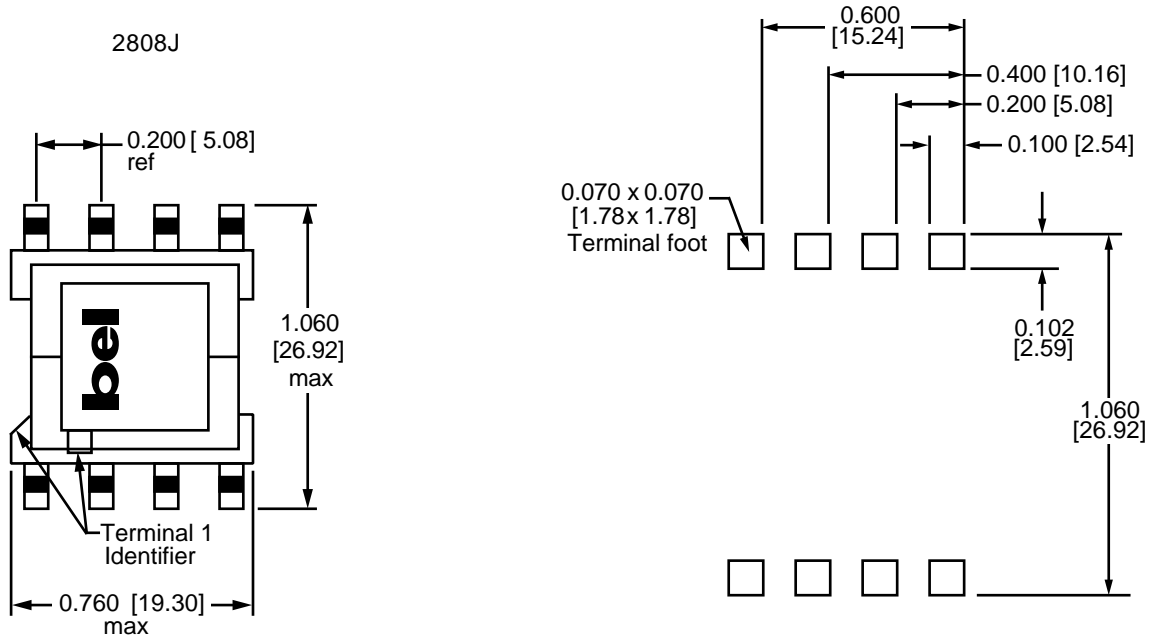 2808J
0.200 [ 5.08]
ref
bel
1.060
[26.92]
max
Terminal 1
Identifier
0.760 [19.30]
max
0.600
[15.24]
0.400 [10.16]
0.200 [5.08]
0.100 [2.54]
0.070 x 0.070
[1.78 x 1.78]
Terminal foot
0.102
[2.59]
1.060
[26.92]